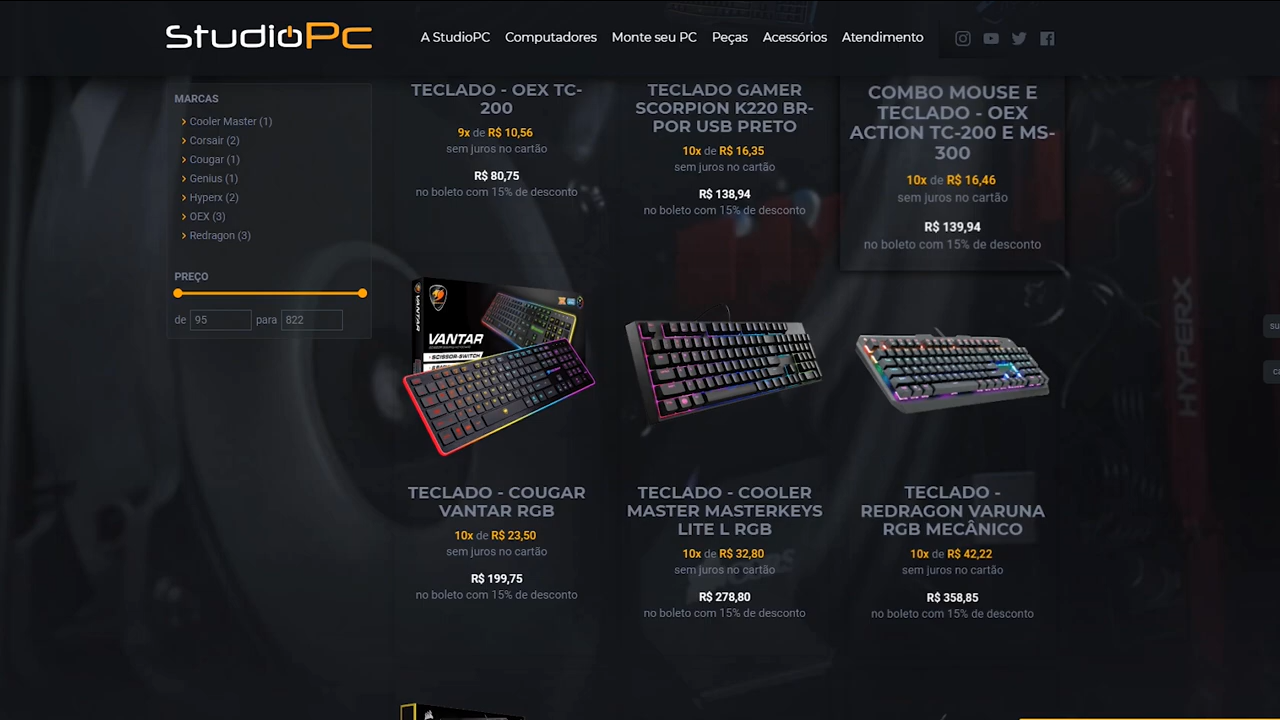 StudioPc
A StudioPC
Computadores
Monte seu PC
Peças
Acessórios
Atendimento
MARCAS
Cooler Master (1)
Corsair (2)
Cougar (1)
Genius (1)
Hyperx (2)
OEX (3)
Redragon (3)
PREÇO
de 95 para 822
TECLADO - OEX TC-
200
9x de R$ 10,56
sem juros no cartão
R$ 80,75
no boleto com 15% de desconto
TECLADO GAMER
SCORPION K220 BR-
POR USB PRETO
10x de R$ 16,35
sem juros no cartão
R$ 138,94
no boleto com 15% de desconto
COMBO MOUSE E
TECLADO - OEX
ACTION TC-200 E MS-
300
10x de R$ 16,46
sem juros no cartão
R$ 139,94
no boleto com 15% de desconto
VANTAR
VANTAR
SCISSOR-SWITCH
HYPERX
TECLADO - COUGAR
VANTAR RGB
10x de R$ 23,50
sem juros no cartão
R$ 199,75
no boleto com 15% de desconto
TECLADO - COOLER
MASTER MASTERKEYS
LITE L RGB
10x de R$ 32,80
sem juros no cartão
R$ 278,80
no boleto com 15% de desconto
TECLADO -
REDRAGON VARUNA
RGB MECÂNICO
10x de R$ 42,22
sem juros no cartão
R$ 358,85
no boleto com 15% de desconto